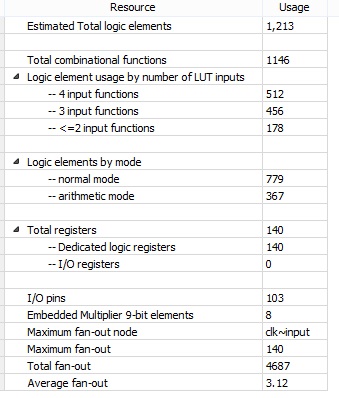 Resource Usage
Estimated Total logic elements 1,213
Total combinational functions 1146
Logic element usage by number of LUT inputs
-- 4 input functions 512
-- 3 input functions 456
-- <=2 input functions 178
Logic elements by mode
-- normal mode 779
-- arithmetic mode 367
Total registers 140
-- Dedicated logic registers 140
-- I/O registers 0
I/O pins 103
Embedded Multiplier 9-bit elements 8
Maximum fan-out node clk~input
Maximum fan-out 140
Total fan-out 4687
Average fan-out 3.12